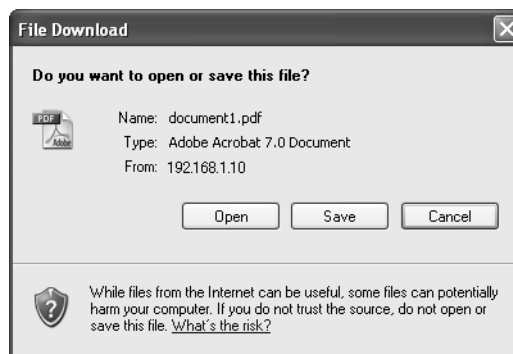 File Download
Do you want to open or save this file?
PDF
Adobe
Name: document1.pdf
Type: Adobe Acrobat 7.0 Document
From: 192.168.1.10
Open Save Cancel
While files from the Internet can be useful, some files can potentially
harm your computer. If you do not trust the source, do not open or
save this file. What's the risk?